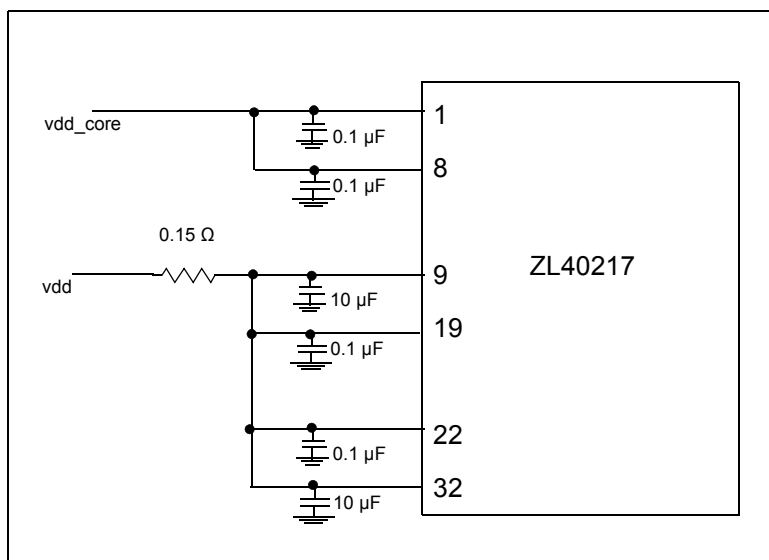 vdd_core
1
0.1 µF
8
0.1 µF
0.15 Ω
vdd
9
ZL40217
10 µF
19
0.1 µF
22
0.1 µF
32
10 µF